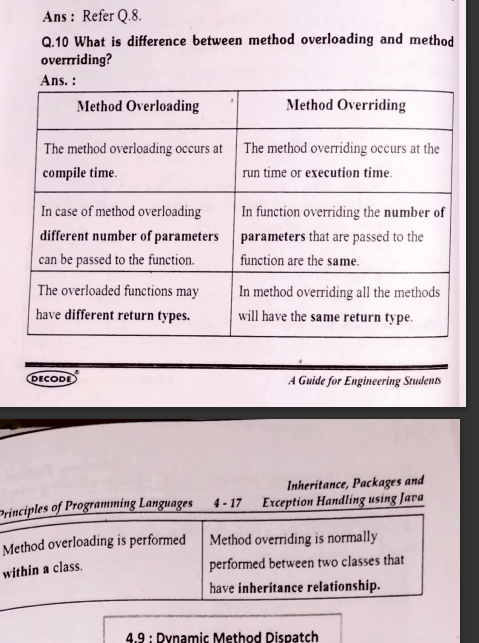 Ans : Refer Q.8.
Q.10 What is difference between method overloading and method
overrriding?
Ans. :
Method Overloading
Method Overriding
The method overloading occurs at
compile time.
The method overriding occurs at the
run time or execution time.
In case of method overloading
different number of parameters
can be passed to the function.
In function overriding the number of
parameters that are passed to the
function are the same.
The overloaded functions may
have different return types.
In method overriding all the methods
will have the same return type.
DECODE®
A Guide for Engineering Students
Principles of Programming Languages 4 - 17 Inheritance, Packages and
Exception Handling using Java
Method overloading is performed
within a class.
Method overriding is normally
performed between two classes that
have inheritance relationship.
4.9 : Dynamic Method Dispatch